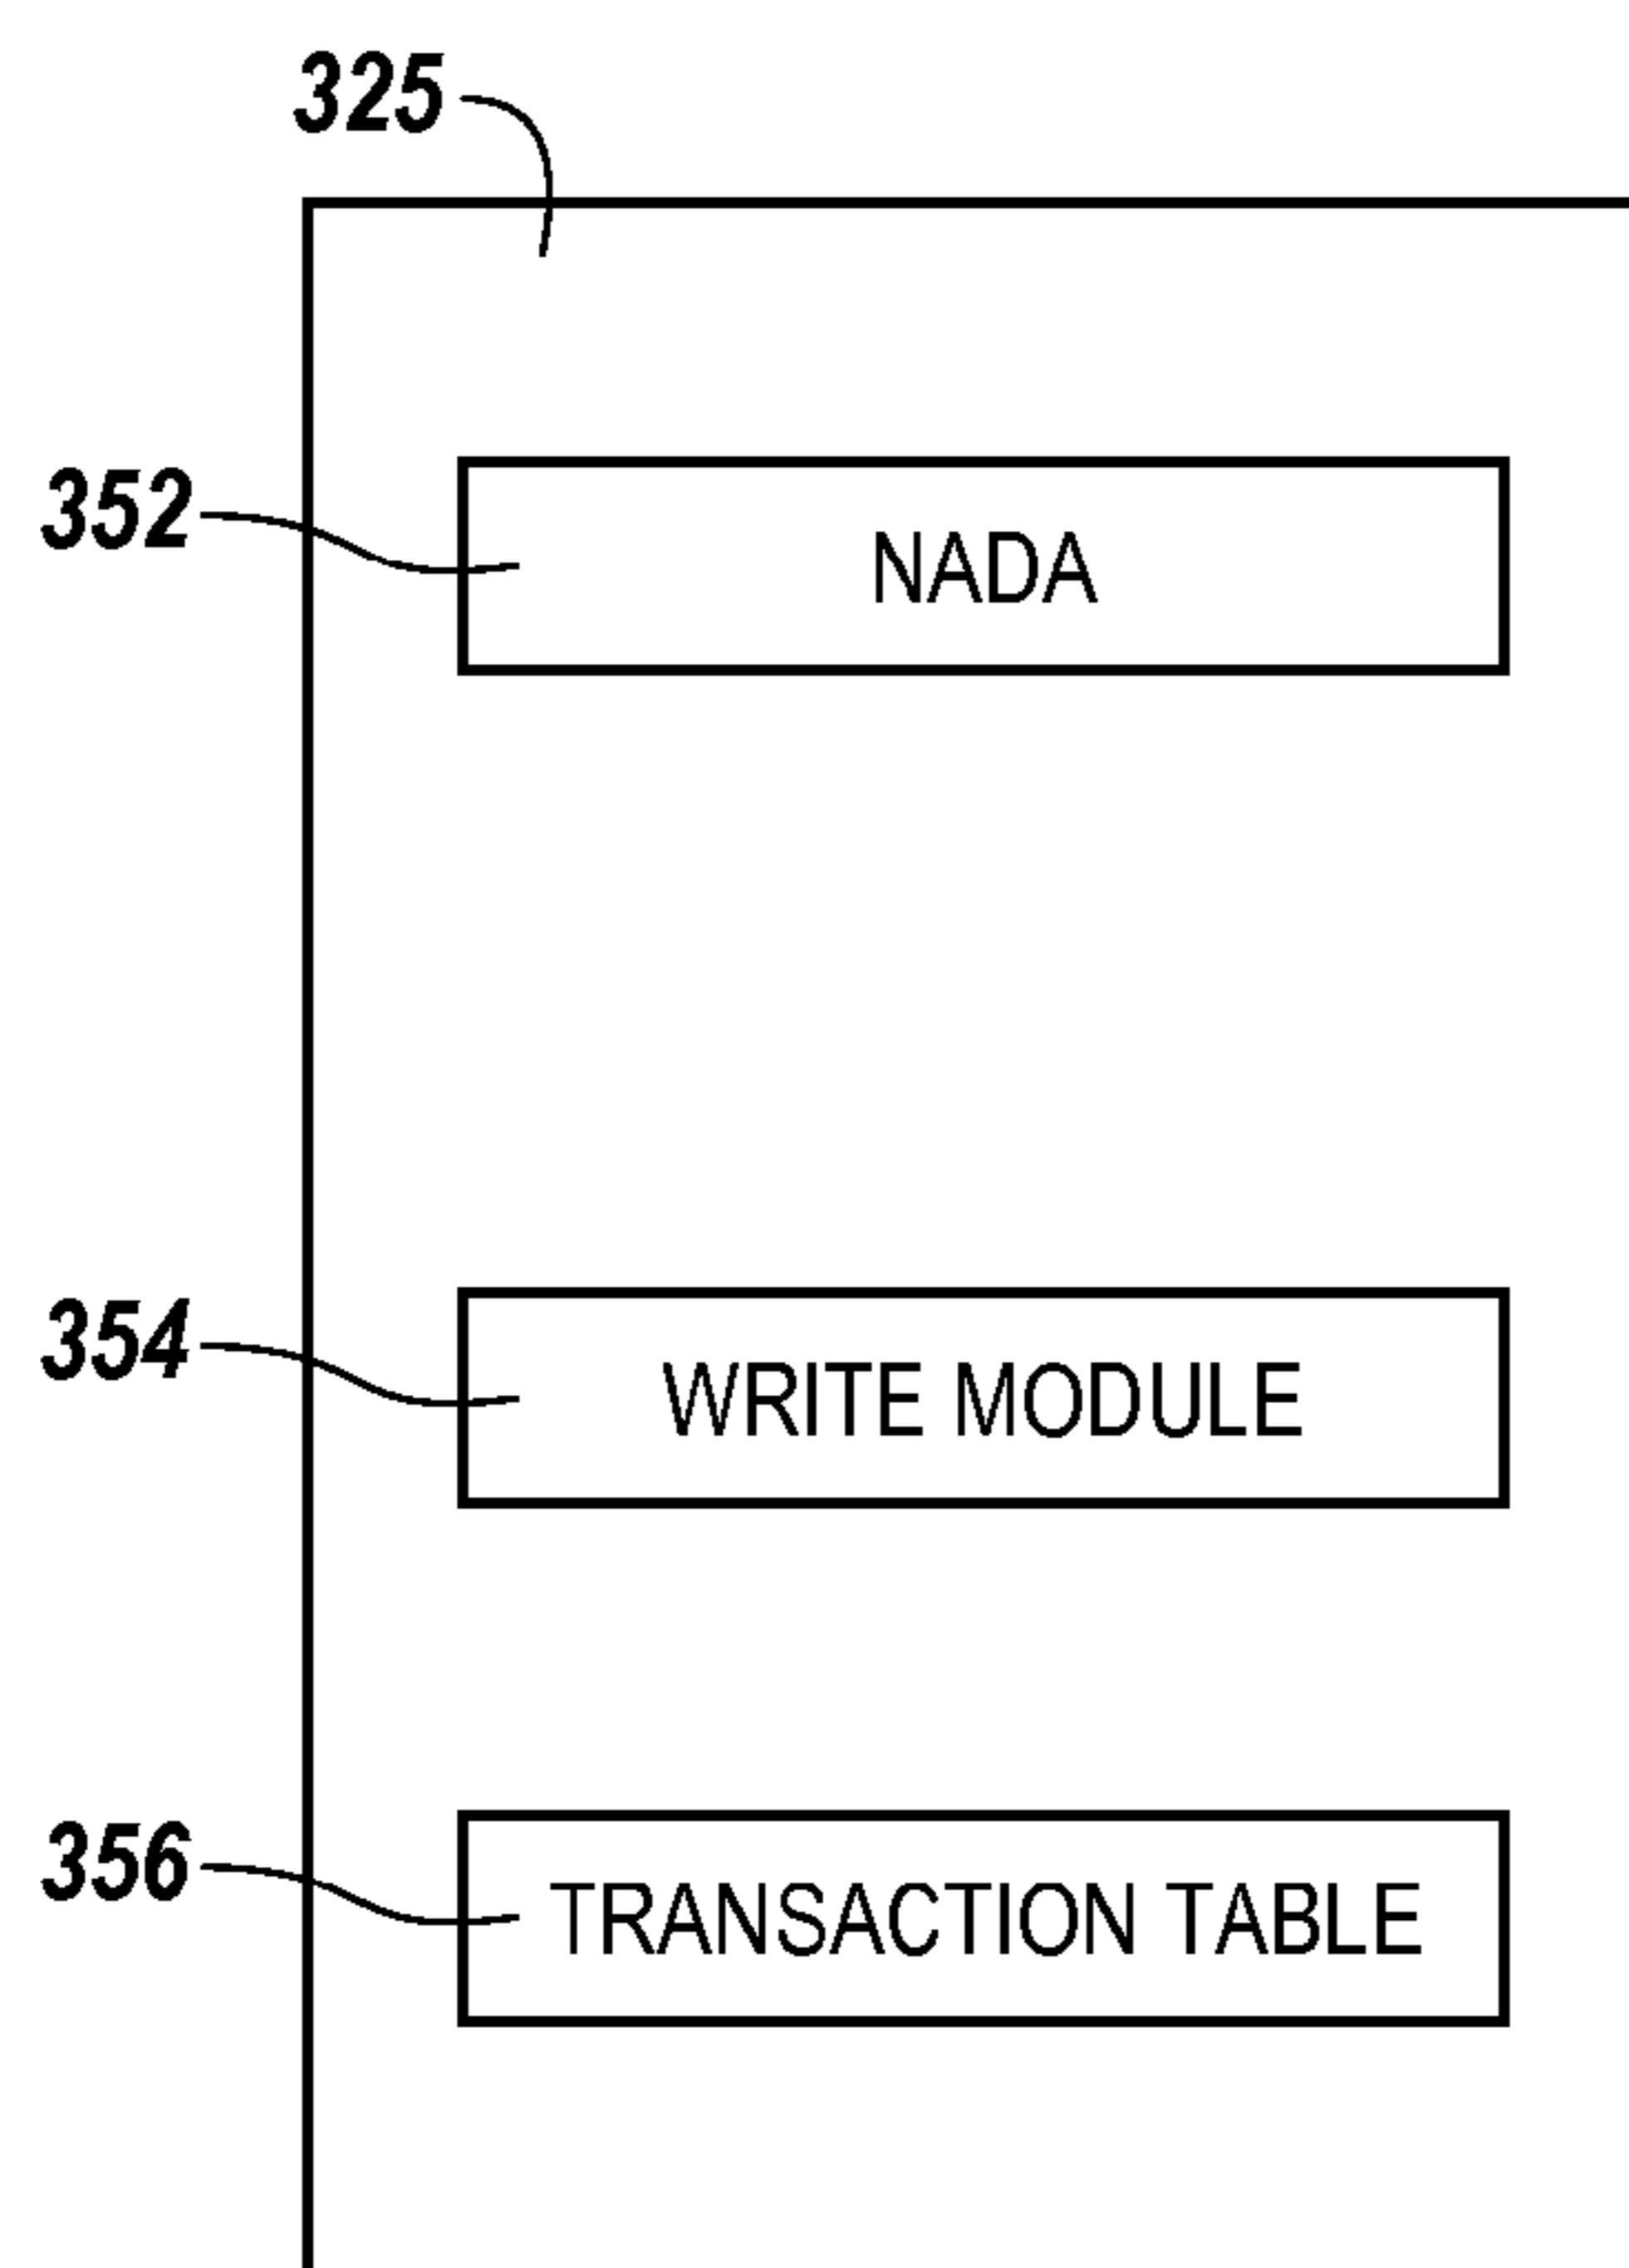 325
352
NADA
354
WRITE MODULE
356
TRANSACTION TABLE